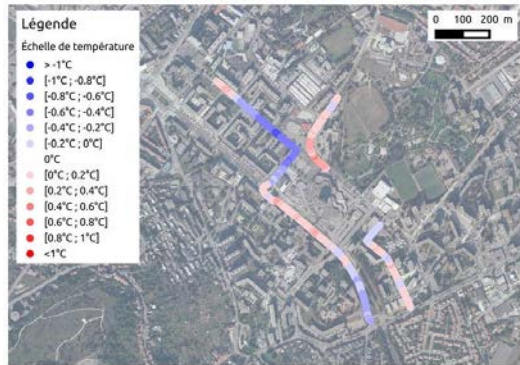 Légende
Échelle de température
> -1°C
[-1°C ; -0.8°C]
[-0.8°C ; -0.6°C]
[-0.6°C ; -0.4°C]
[-0.4°C ; -0.2°C]
[-0.2°C ; 0°C]
0°C
[0°C ; 0.2°C]
[0.2°C ; 0.4°C]
[0.4°C ; 0.6°C]
[0.6°C ; 0.8°C]
[0.8°C ; 1°C]
<1°C
0 100 200 m